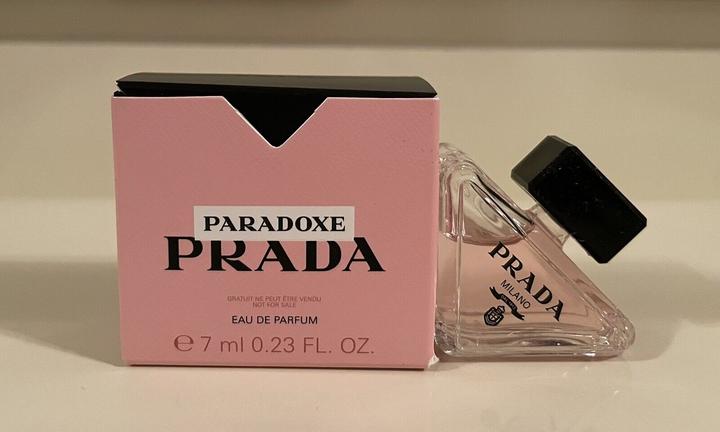 PARADOXE
PRADA
GRATUIT NE PEUT ÊTRE VENDU
NOT FOR SALE
EAU DE PARFUM
℮ 7 ml 0.23 FL. OZ.
PRADA
MILANO